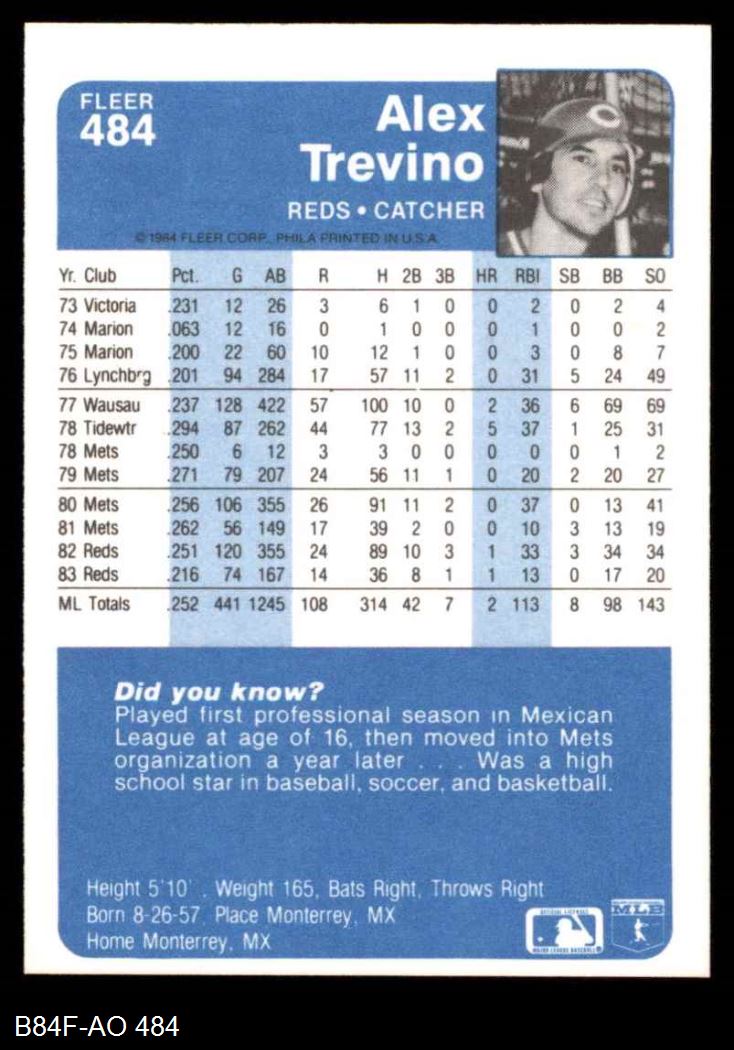 FLEER
484
Alex
Trevino
REDS • CATCHER
© 1984 FLEER CORP., PHILA PRINTED IN U.S.A.
Yr. Club Pct. G AB R H 2B 3B HR RBI SB BB SO
73 Victoria .231 12 26 3 6 1 0 0 2 0 2 4
74 Marion .063 12 16 0 1 0 0 0 1 0 0 2
75 Marion .200 22 60 10 12 1 0 0 3 0 8 7
76 Lynchbrg .201 94 284 17 57 11 2 0 31 5 24 49
77 Wausau .237 128 422 57 100 10 0 2 36 6 69 69
78 Tidewtr .294 87 262 44 77 13 2 5 37 1 25 31
78 Mets .250 6 12 3 3 0 0 0 0 0 1 2
79 Mets .271 79 207 24 56 11 1 0 20 2 20 27
80 Mets .256 106 355 26 91 11 2 0 37 0 13 41
81 Mets .262 56 149 17 39 2 0 0 10 3 13 19
82 Reds .251 120 355 24 89 10 3 1 33 3 34 34
83 Reds .216 74 167 14 36 8 1 1 13 0 17 20
ML Totals .252 441 1245 108 314 42 7 2 113 8 98 143
Did you know?
Played first professional season in Mexican
League at age of 16, then moved into Mets
organization a year later . . . Was a high
school star in baseball, soccer, and basketball.
Height 5'10', Weight 165, Bats Right, Throws Right
Born 8-26-57 Place Monterrey, MX
Home Monterrey, MX
OFFICIAL LICENSEE
MAJOR LEAGUE BASEBALL
B84F-AO 484